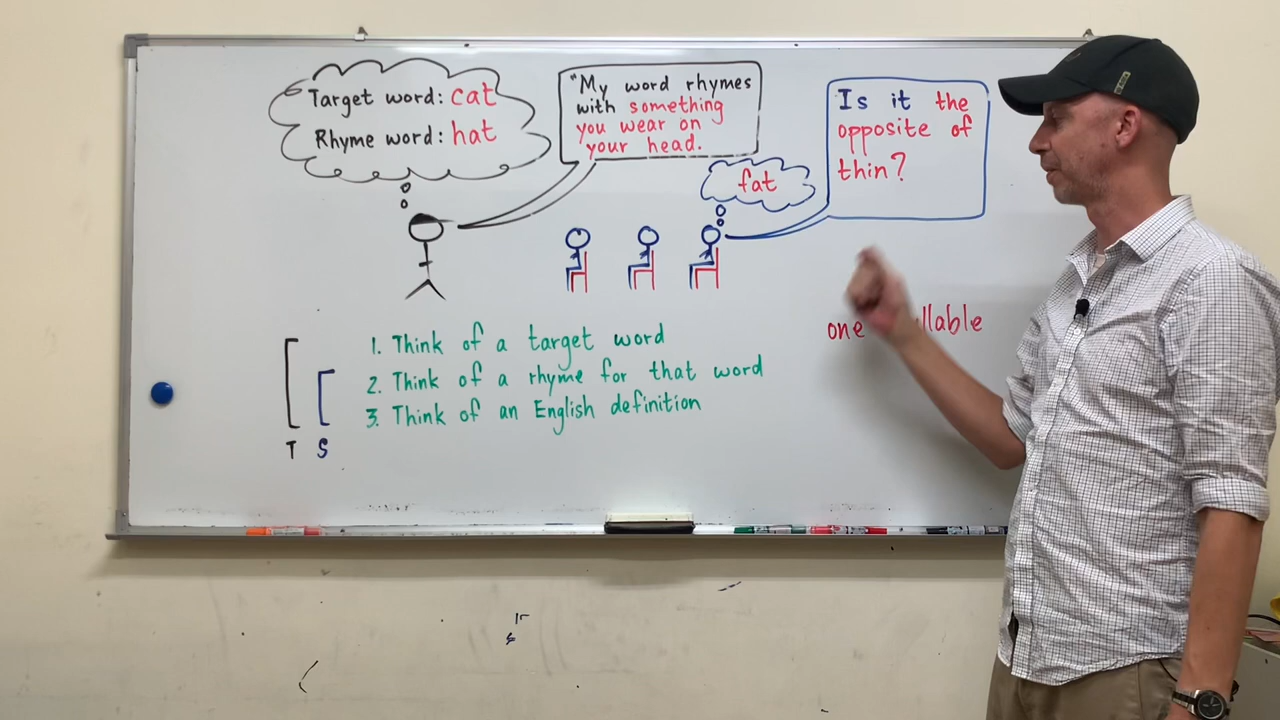 Target word: cat
Rhyme word: hat
"My word rhymes
with something
you wear on
your head.
Is it the
opposite of
thin?
fat
one llable
1. Think of a target word
2. Think of a rhyme for that word
3. Think of an English definition
T S